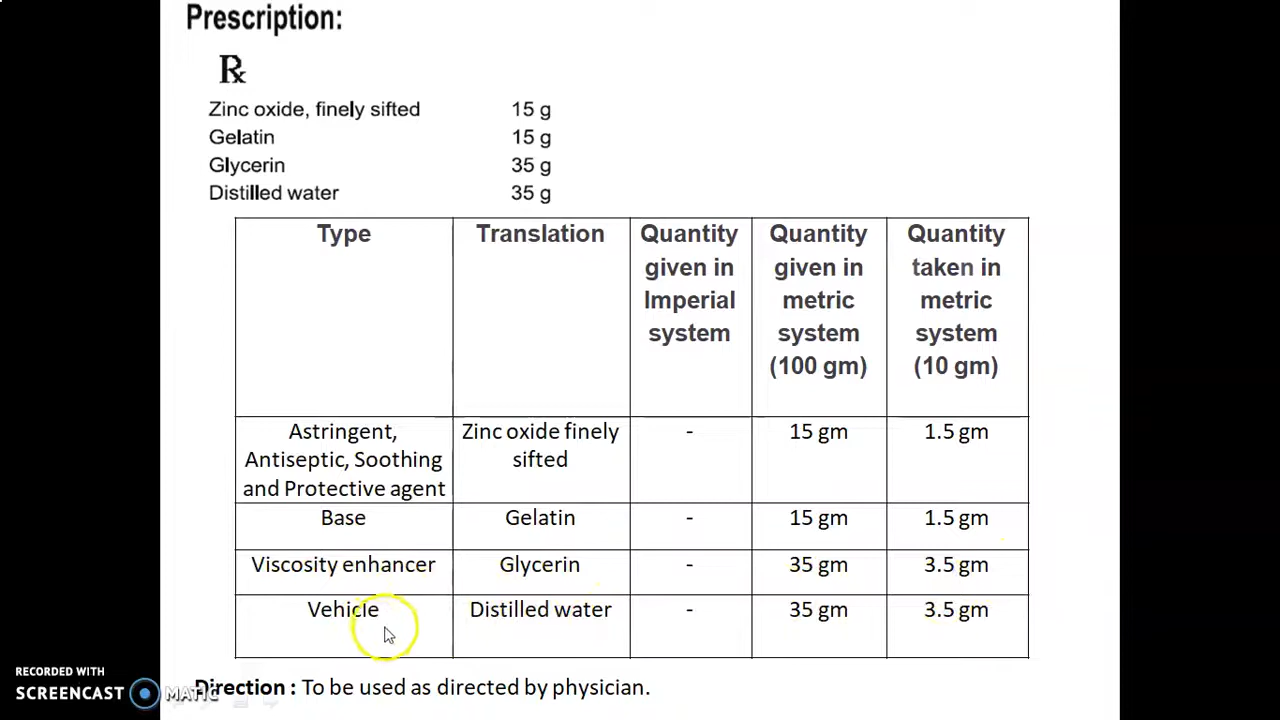 Prescription:
Rx
Zinc oxide, finely sifted 15 g
Gelatin 15 g
Glycerin 35 g
Distilled water 35 g
Type Translation Quantity given in Imperial system Quantity given in metric system (100 gm) Quantity taken in metric system (10 gm)
Astringent, Antiseptic, Soothing and Protective agent Zinc oxide finely sifted - 15 gm 1.5 gm
Base Gelatin - 15 gm 1.5 gm
Viscosity enhancer Glycerin - 35 gm 3.5 gm
Vehicle Distilled water - 35 gm 3.5 gm
Direction : To be used as directed by physician.
RECORDED WITH
SCREENCAST MATIC